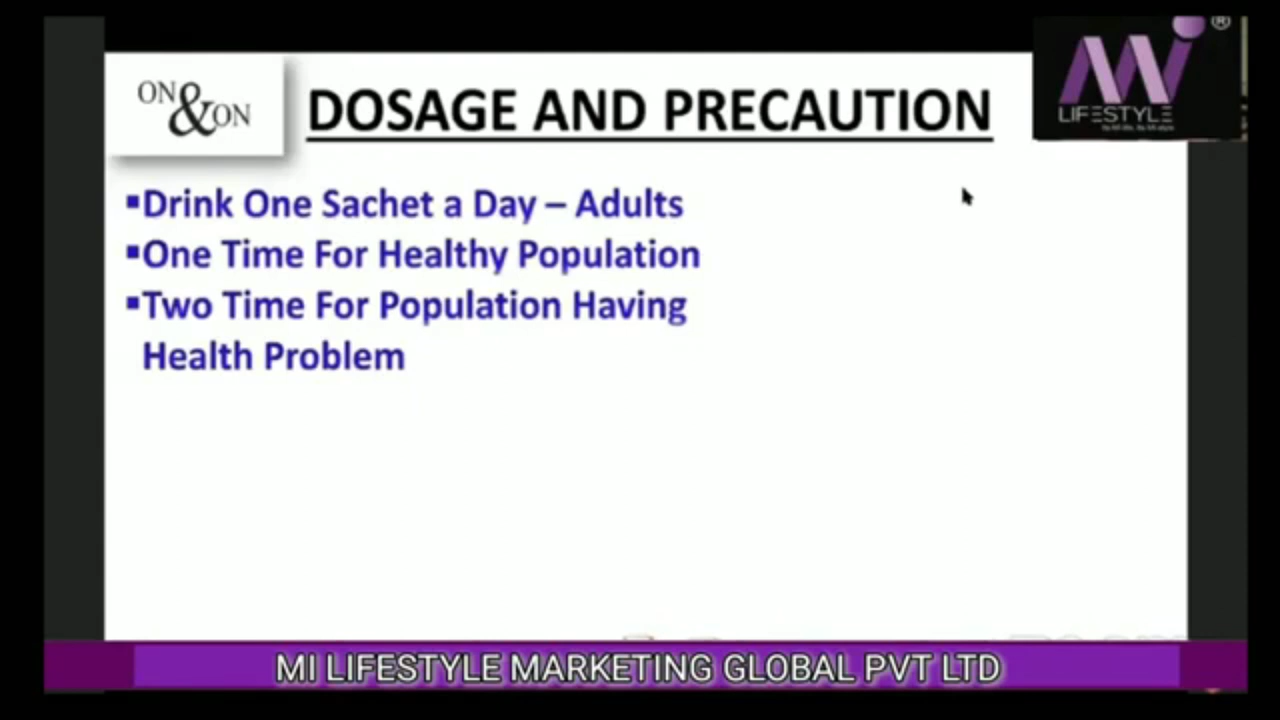 ON & ON
DOSAGE AND PRECAUTION
Mi ®
LIFESTYLE
▪Drink One Sachet a Day – Adults
▪One Time For Healthy Population
▪Two Time For Population Having
Health Problem
MI LIFESTYLE MARKETING GLOBAL PVT LTD